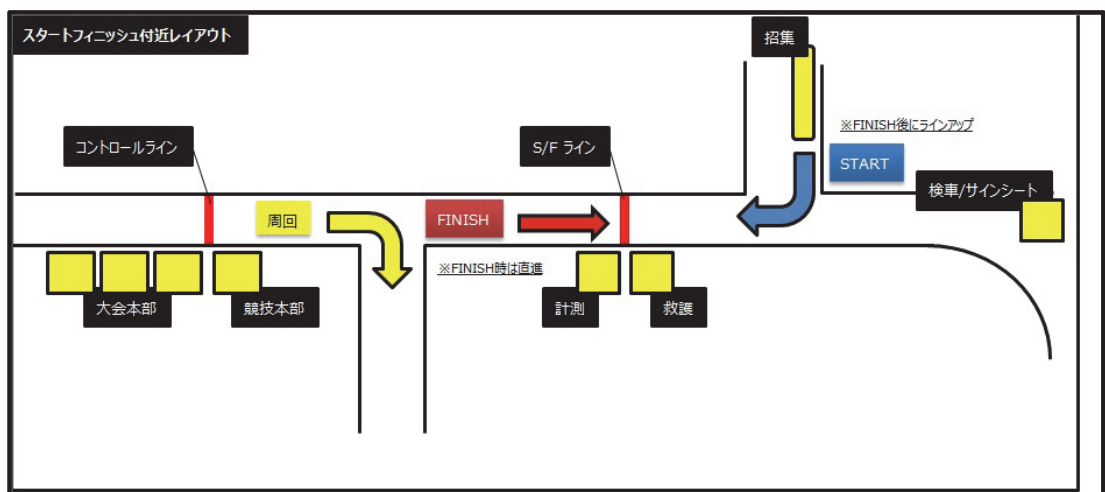 スタートフィニッシュ付近レイアウト
招集
※FINISH後にラインアップ
コントロールライン
S/F ライン
START
検車/サインシート
周回
FINISH
※FINISH時は直進
大会本部
競技本部
計測
救護